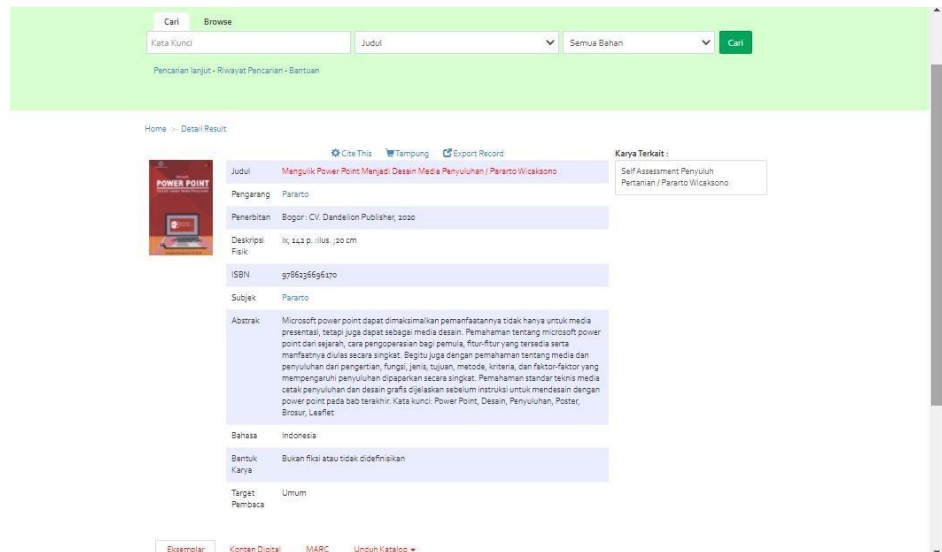 Cari Browse
Kata Kunci Judul Semua Bahan Cari
Pencarian lanjut - Riwayat Pencarian - Bantuan
Home > Detail Result
Cite This Tampung Export Record
Karya Terkait :
Self Assessment Penyuluh
Pertanian / Pararto Wicaksono
POWER POINT
Judul Mengulik Power Point Menjadi Desain Media Penyuluhan / Pararto Wicaksono
Pengarang Pararto
Penerbitan Bogor : CV. Dandelion Publisher, 2020
Deskripsi
Fisik
ix, 142 p. :ilus. ;20 cm
ISBN 9786236696170
Subjek Pararto
Abstrak Microsoft power point dapat dimaksimalkan pemanfaatannya tidak hanya untuk media
presentasi, tetapi juga dapat sebagai media desain. Pemahaman tentang microsoft power
point dari sejarah, cara pengoperasian bagi pemula, fitur-fitur yang tersedia serta
manfaatnya diulas secara singkat. Begitu juga dengan pemahaman tentang media dan
penyuluhan dari pengertian, fungsi, jenis, tujuan, metode, kriteria, dan faktor-faktor yang
mempengaruhi penyuluhan dipaparkan secara singkat. Pemahaman standar teknis media
cetak penyuluhan dan desain grafis dijelaskan sebelum instruksi untuk mendesain dengan
power point pada bab terakhir. Kata kunci: Power Point, Desain, Penyuluhan, Poster,
Brosur, Leaflet
Bahasa Indonesia
Bentuk
Karya
Bukan fiksi atau tidak didefinisikan
Target
Pembaca
Umum
Eksemplar Konten Digital MARC Unduh Katalog